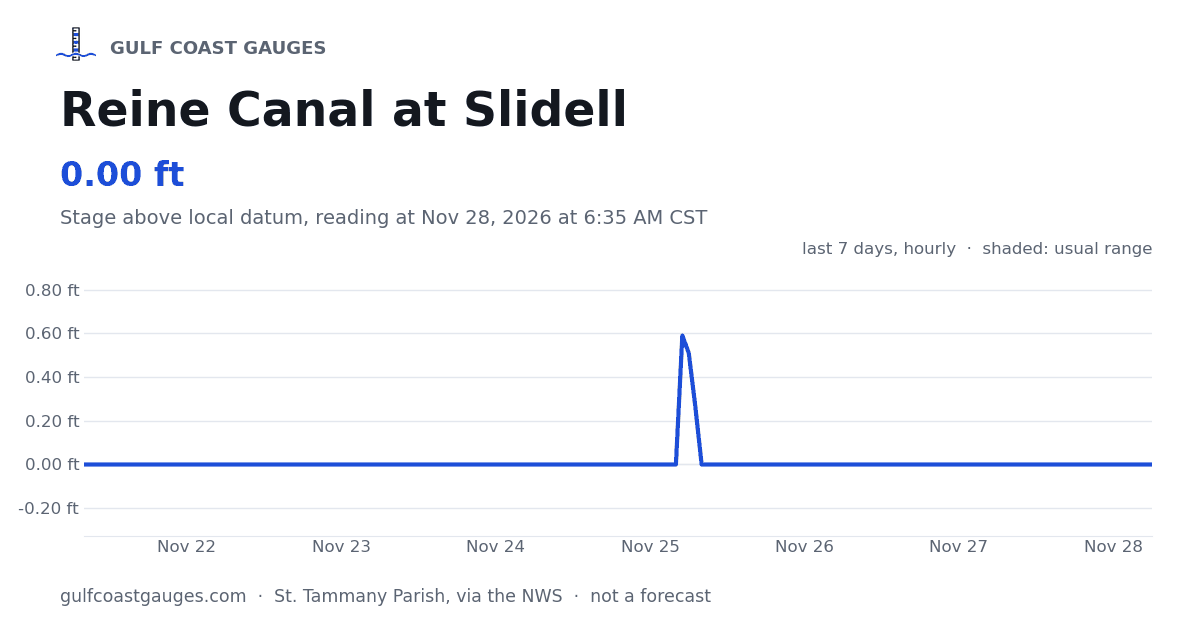 GULF COAST GAUGES
Reine Canal at Slidell
0.00 ft
Stage above local datum, reading at Nov 28, 2026 at 6:35 AM CST
last 7 days, hourly · shaded: usual range
0.80 ft
0.60 ft
0.40 ft
0.20 ft
0.00 ft
-0.20 ft
Nov 22 Nov 23 Nov 24 Nov 25 Nov 26 Nov 27 Nov 28
gulfcoastgauges.com · St. Tammany Parish, via the NWS · not a forecast